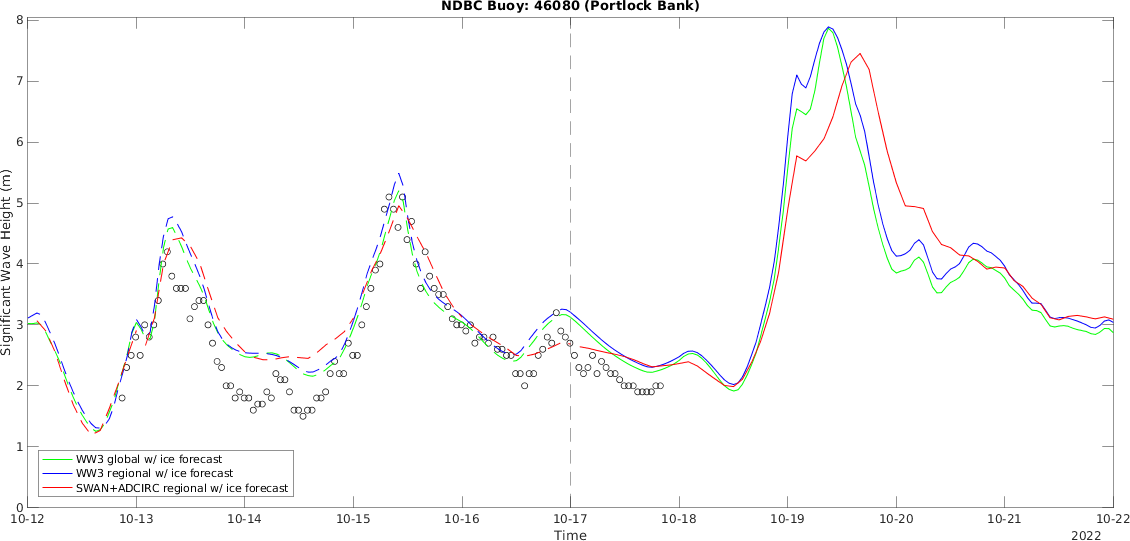 NDBC Buoy: 46080 (Portlock Bank)
Significant Wave Height (m)
8
7
6
5
4
3
2
1
0
WW3 global w/ ice forecast
WW3 regional w/ ice forecast
SWAN+ADCIRC regional w/ ice forecast
10-12 10-13 10-14 10-15 10-16 10-17 10-18 10-19 10-20 10-21 10-22
Time
2022